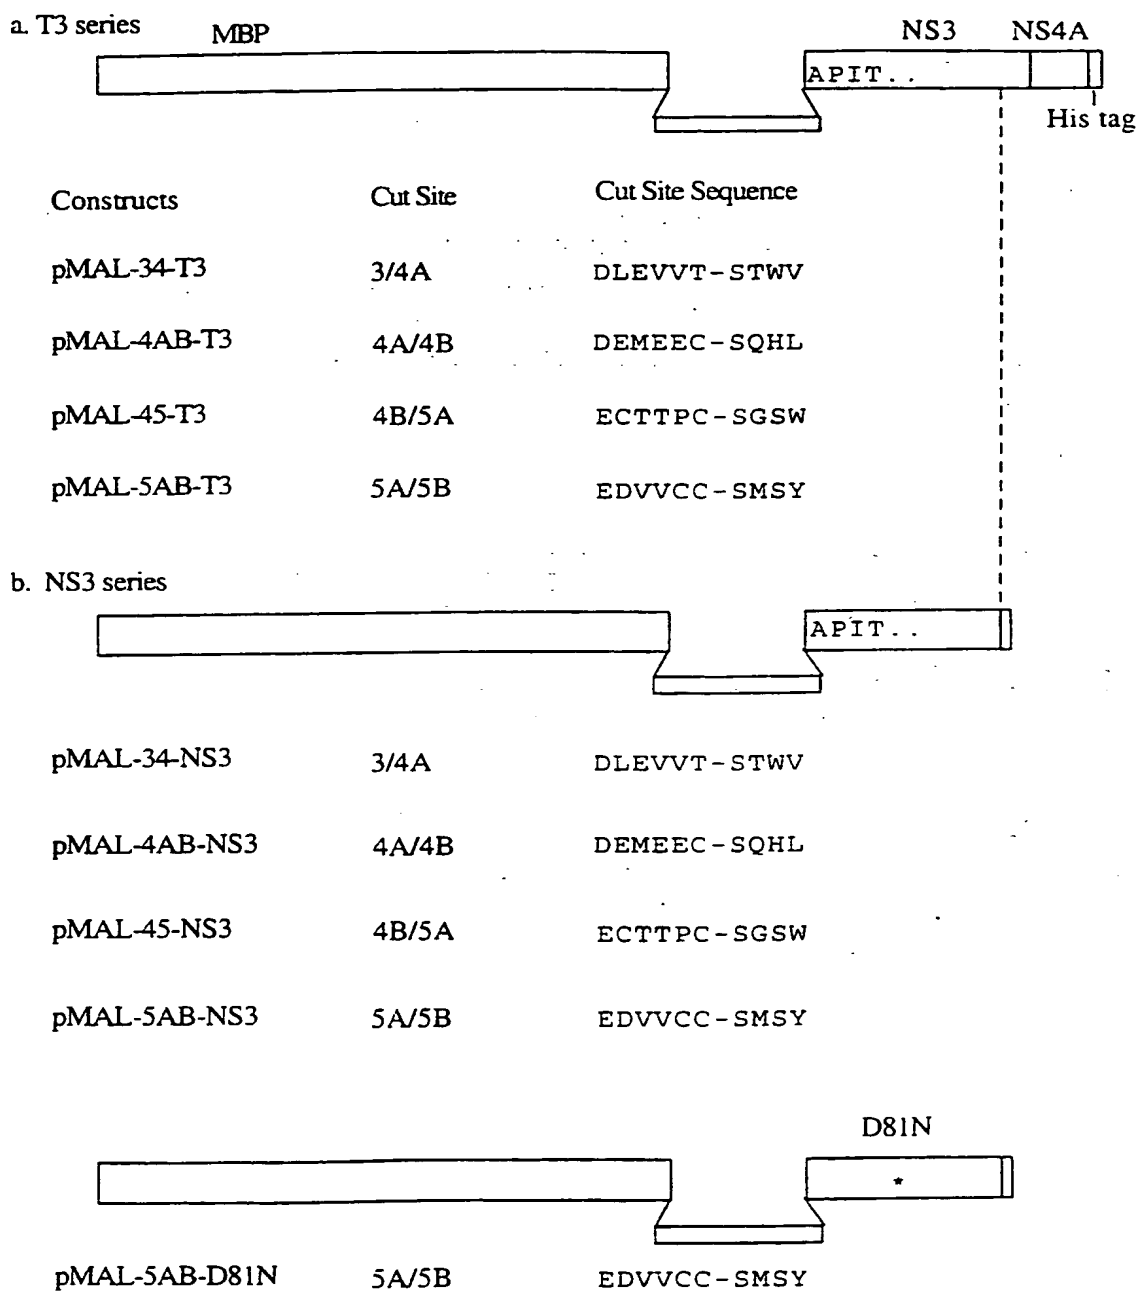 a. T3 series
MBP
NS3 NS4A
APIT..
His tag
Constructs Cut Site Cut Site Sequence
pMAL-34-T3 3/4A DLEVVT-STWV
pMAL-4AB-T3 4A/4B DEMEEC-SQHL
pMAL-45-T3 4B/5A ECTTPC-SGSW
pMAL-5AB-T3 5A/5B EDVVCC-SMSY
b. NS3 series
APIT..
pMAL-34-NS3 3/4A DLEVVT-STWV
pMAL-4AB-NS3 4A/4B DEMEEC-SQHL
pMAL-45-NS3 4B/5A ECTTPC-SGSW
pMAL-5AB-NS3 5A/5B EDVVCC-SMSY
D81N
*
pMAL-5AB-D81N 5A/5B EDVVCC-SMSY